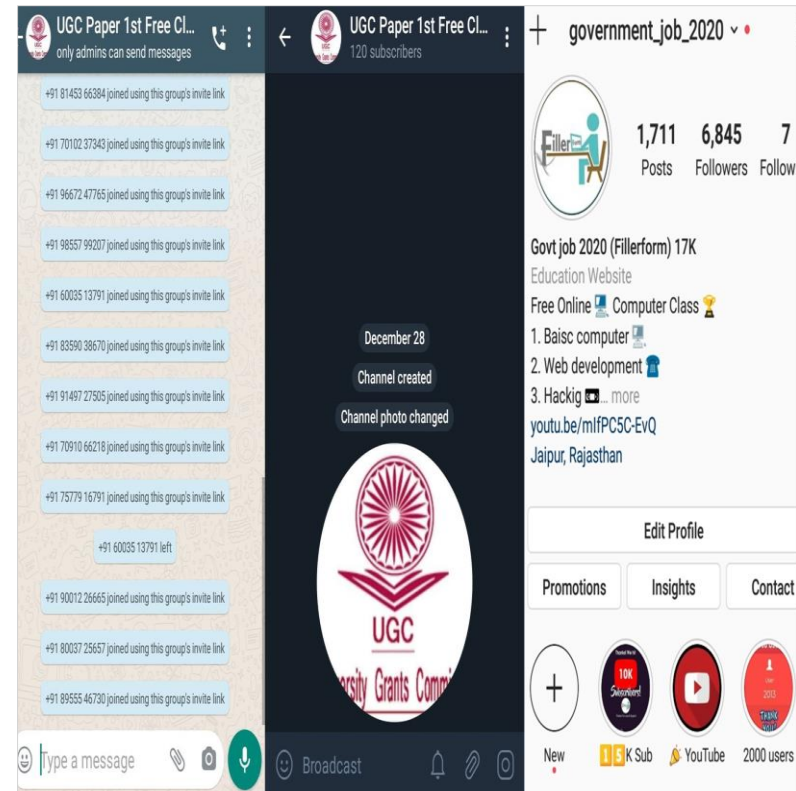 UGC Paper 1st Free Cl...
only admins can send messages
+91 81453 66384 joined using this group's invite link
+91 70102 37343 joined using this group's invite link
+91 96672 47765 joined using this group's invite link
+91 98557 99207 joined using this group's invite link
+91 60035 13791 joined using this group's invite link
+91 83590 38670 joined using this group's invite link
+91 91497 27505 joined using this group's invite link
+91 70910 66218 joined using this group's invite link
+91 75779 16791 joined using this group's invite link
+91 60035 13791 left
+91 90012 26665 joined using this group's invite link
+91 80037 25657 joined using this group's invite link
+91 89555 46730 joined using this group's invite link
Type a message
UGC Paper 1st Free Cl...
120 subscribers
December 28
Channel created
Channel photo changed
UGC
rsity Grants Comm
Broadcast
government_job_2020
Filler
1,711 6,845 7
Posts Followers Follow
Govt job 2020 (Fillerform) 17K
Education Website
Free Online Computer Class
1. Baisc computer
2. Web development
3. Hackig ... more
youtu.be/mIfPC5C-EvQ
Jaipur, Rajasthan
Edit Profile
Promotions Insights Contact
10K
Subscribers!
1
2013
THANK
New 15K Sub YouTube 2000 users